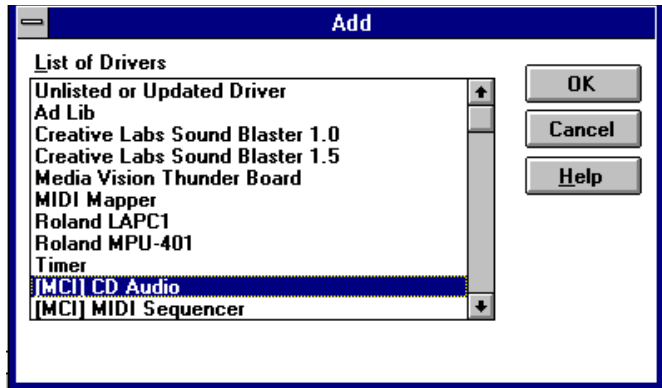 Add
List of Drivers
Unlisted or Updated Driver
Ad Lib
Creative Labs Sound Blaster 1.0
Creative Labs Sound Blaster 1.5
Media Vision Thunder Board
MIDI Mapper
Roland LAPC1
Roland MPU-401
Timer
[MCI] CD Audio
[MCI] MIDI Sequencer
OK
Cancel
Help